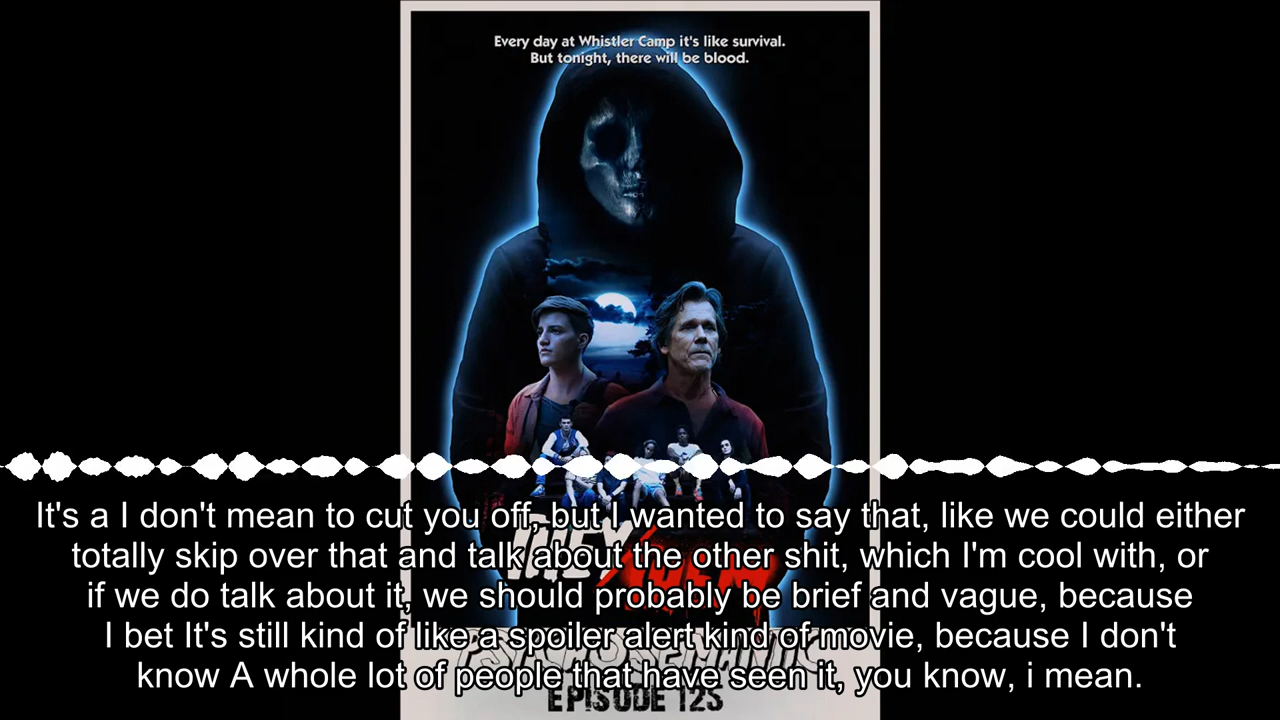 Every day at Whistler Camp it's like survival.
But tonight, there will be blood.
It's a I don't mean to cut you off, but I wanted to say that, like we could either
totally skip over that and talk about the other shit, which I'm cool with, or
if we do talk about it, we should probably be brief and vague, because
I bet It's still kind of like a spoiler alert kind of movie, because I don't
know A whole lot of people that have seen it, you know, i mean.
THEY/THEM
EPISODE 125